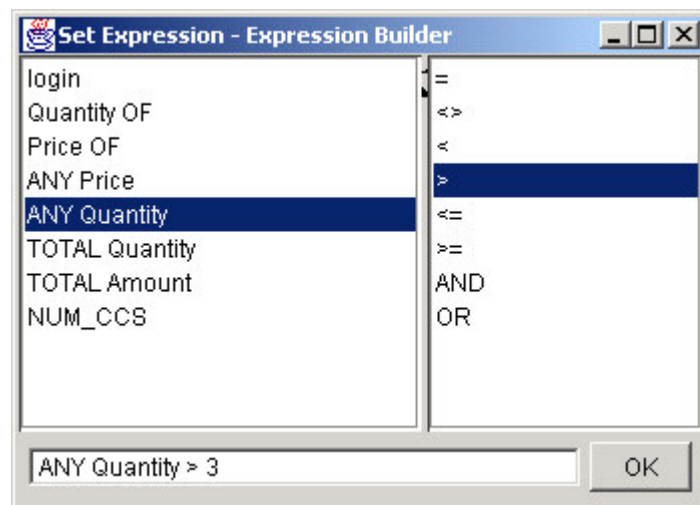 Set Expression - Expression Builder
login
Quantity OF
Price OF
ANY Price
ANY Quantity
TOTAL Quantity
TOTAL Amount
NUM_CCS
=
<>
<
>
<=
>=
AND
OR
ANY Quantity > 3
OK